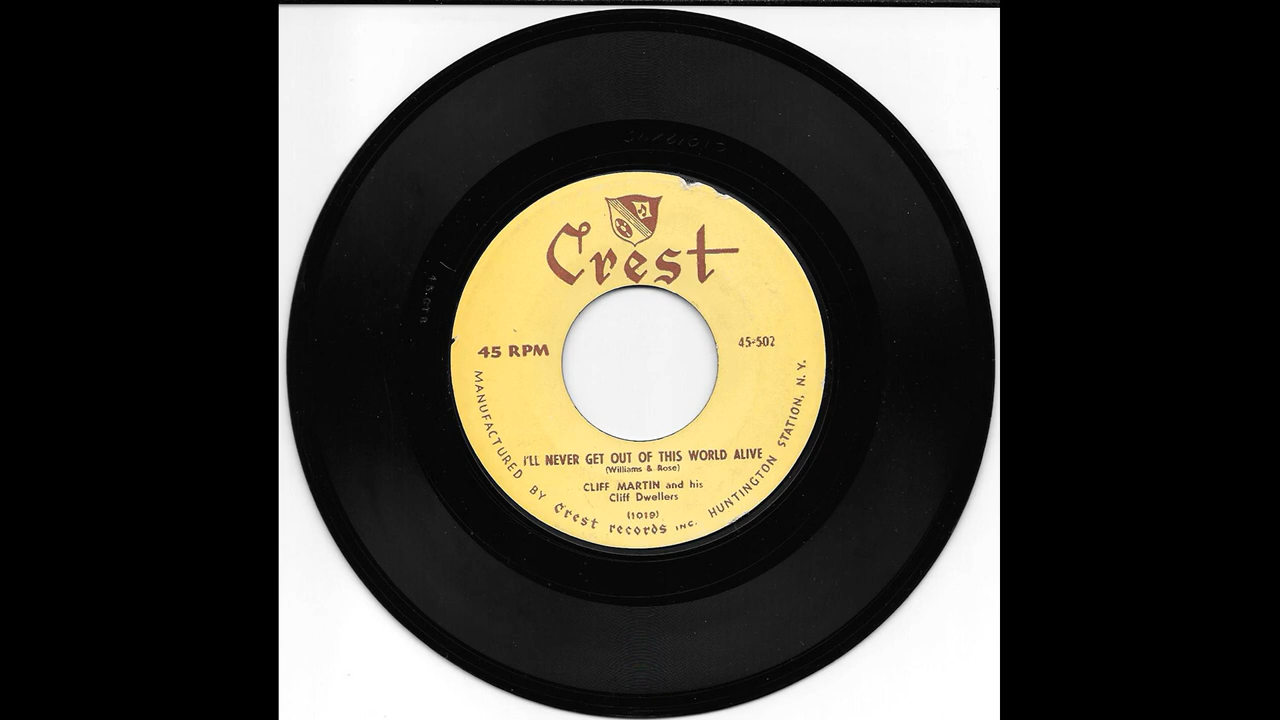 Crest
45 RPM
45-502
I'LL NEVER GET OUT OF THIS WORLD ALIVE
(Williams & Rose)
CLIFF MARTIN and his
Cliff Dwellers
(1019)
MANUFACTURED BY Crest records INC. HUNTINGTON STATION, N. Y.